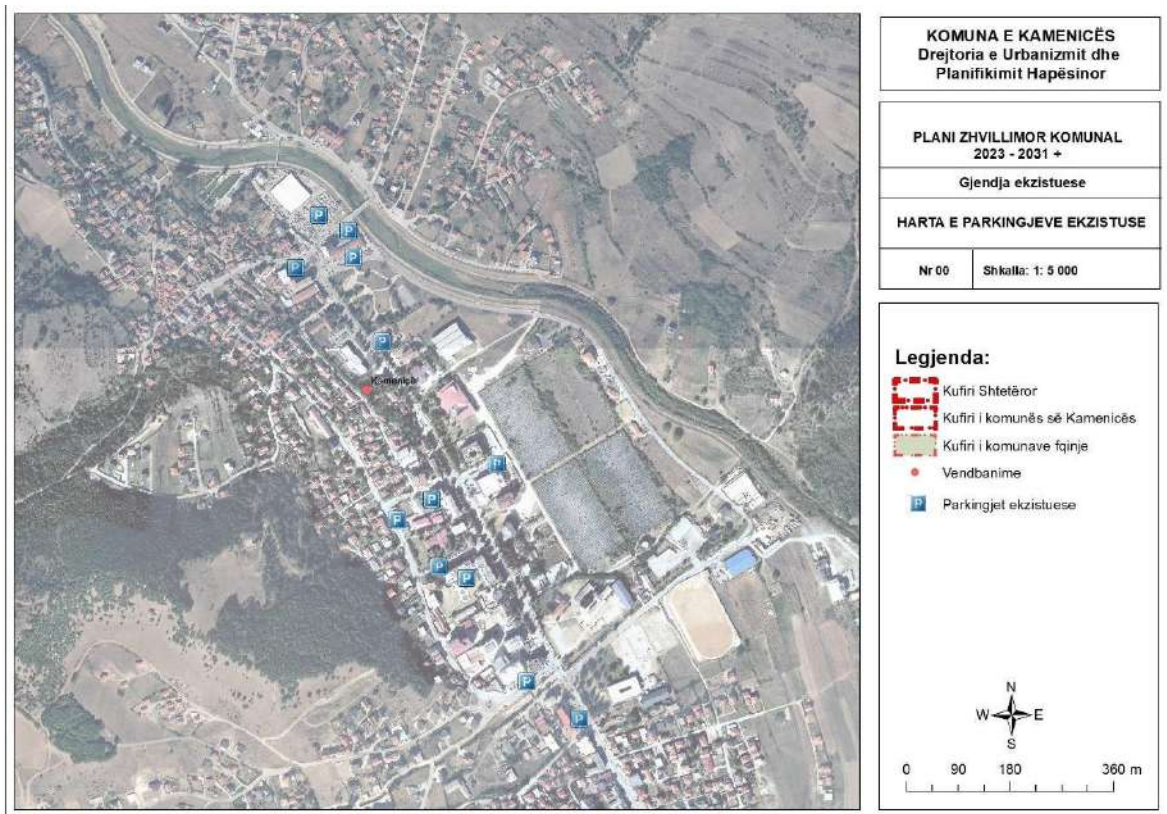 KOMUNA E KAMENICËS
Drejtoria e Urbanizmit dhe
Planifikimit Hapësinor
PLANI ZHVILLIMOR KOMUNAL
2023 - 2031 +
Gjendja ekzistuese
HARTA E PARKINGJEVE EKZISTUSE
Nr 00
Shkalla: 1: 5 000
Legjenda:
Kufiri Shtetëror
Kufiri i komunës së Kamenicës
Kufiri i komunave fqinje
Vendbanime
P Parkingjet ekzistuese
N
W E
S
0 90 180 360 m
P
P
P
P
P
Kamenicë
P
P
P
P
P
P
P